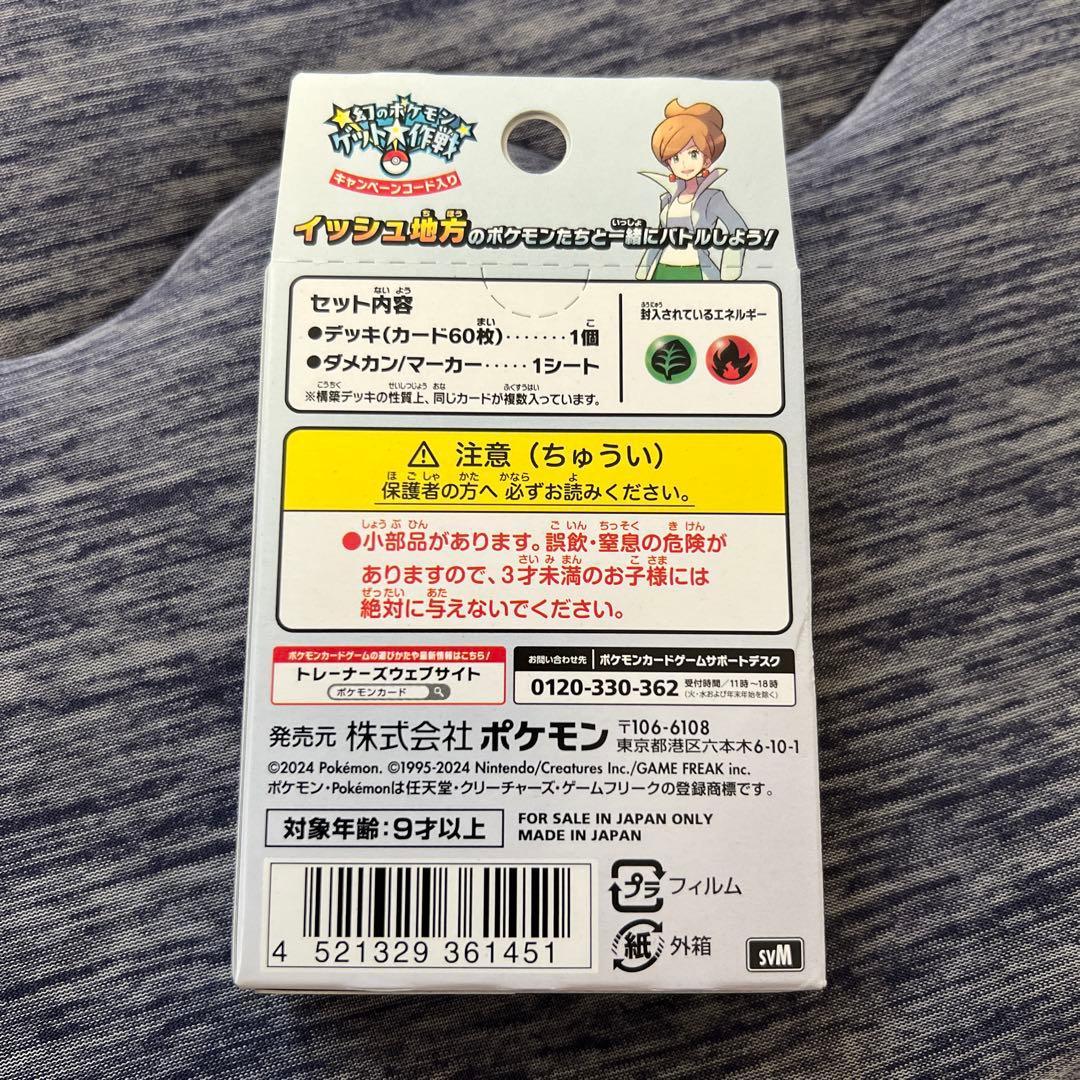 幻のポケモン
ゲット★作戦
キャンペーンコード入り
イッシュ地方のポケモンたちと一緒にバトルしよう!
セット内容
●デッキ(カード60枚)・・・・・・・1個
●ダメカン/マーカー・・・・・1シート
※構築デッキの性質上、同じカードが複数入っています。
封入されているエネルギー
⚠ 注意(ちゅうい)
保護者の方へ 必ずお読みください。
●小部品があります。誤飲・窒息の危険が
ありますので、3才未満のお子様には
絶対に与えないでください。
ポケモンカードゲームの遊びかたや最新情報はこちら!
トレーナーズウェブサイト
ポケモンカード
お問い合わせ先 ポケモンカードゲームサポートデスク
0120-330-362 受付時間/11時~18時
(火・水および年末年始を除く)
発売元 株式会社 ポケモン 〒106-6108
東京都港区六本木6-10-1
©2024 Pokémon. ©1995-2024 Nintendo/Creatures Inc./GAME FREAK inc.
ポケモン・Pokémonは任天堂・クリーチャーズ・ゲームフリークの登録商標です。
対象年齢:9才以上
FOR SALE IN JAPAN ONLY
MADE IN JAPAN
プラ フィルム
紙 外箱
4 521329 361451
svM